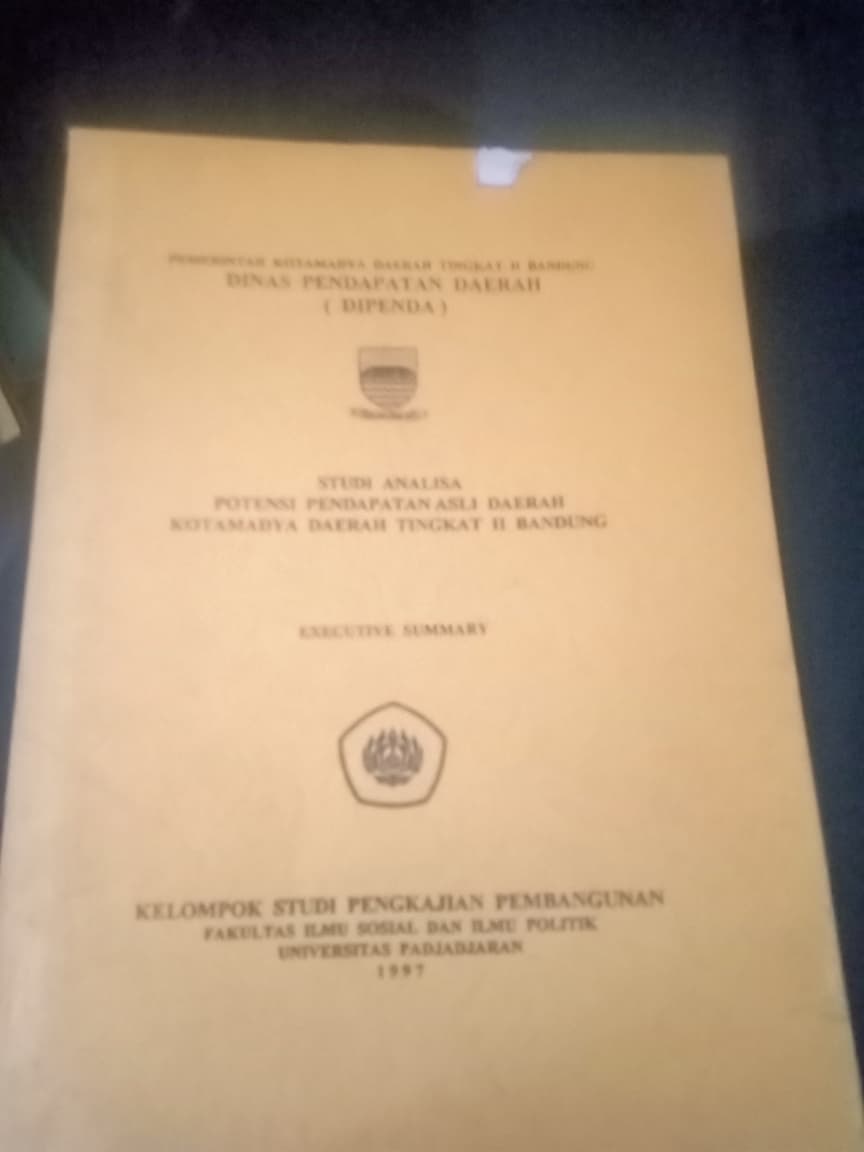 PEMERINTAH KOTAMADYA DAERAH TINGKAT II BANDUNG
DINAS PENDAPATAN DAERAH
( DIPENDA )
STUDI ANALISA
POTENSI PENDAPATAN ASLI DAERAH
KOTAMADYA DAERAH TINGKAT II BANDUNG
EXECUTIVE SUMMARY
KELOMPOK STUDI PENGKAJIAN PEMBANGUNAN
FAKULTAS ILMU SOSIAL DAN ILMU POLITIK
UNIVERSITAS PADJADJARAN
1997